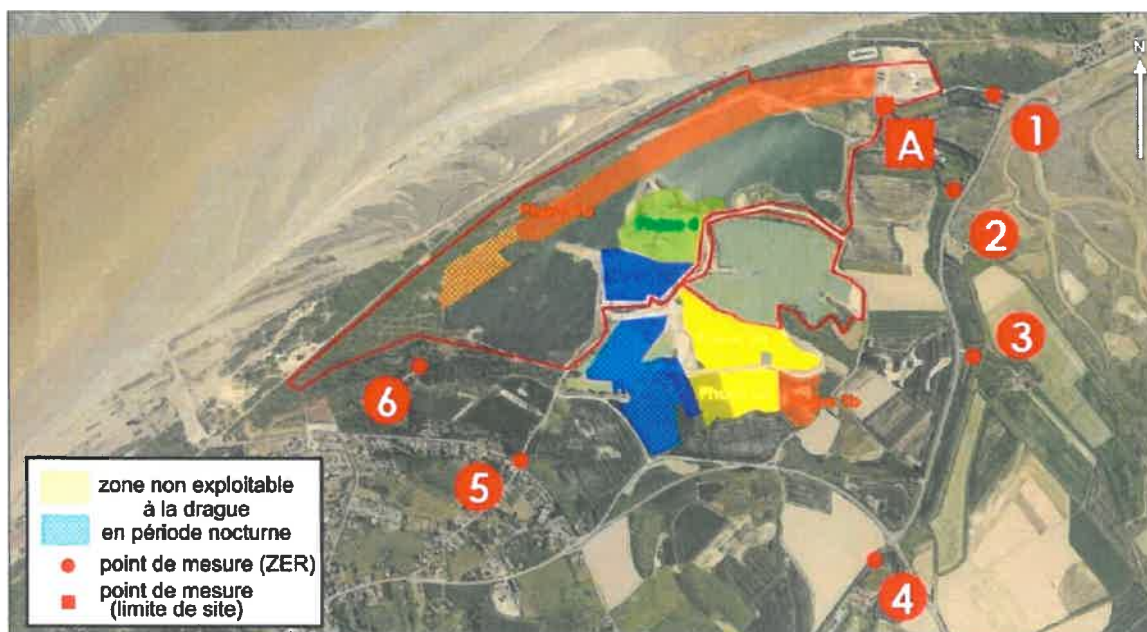 N
1
A
2
3
6
5
4
zone non exploitable
à la drague
en période nocturne
point de mesure (ZER)
point de mesure
(limite de site)